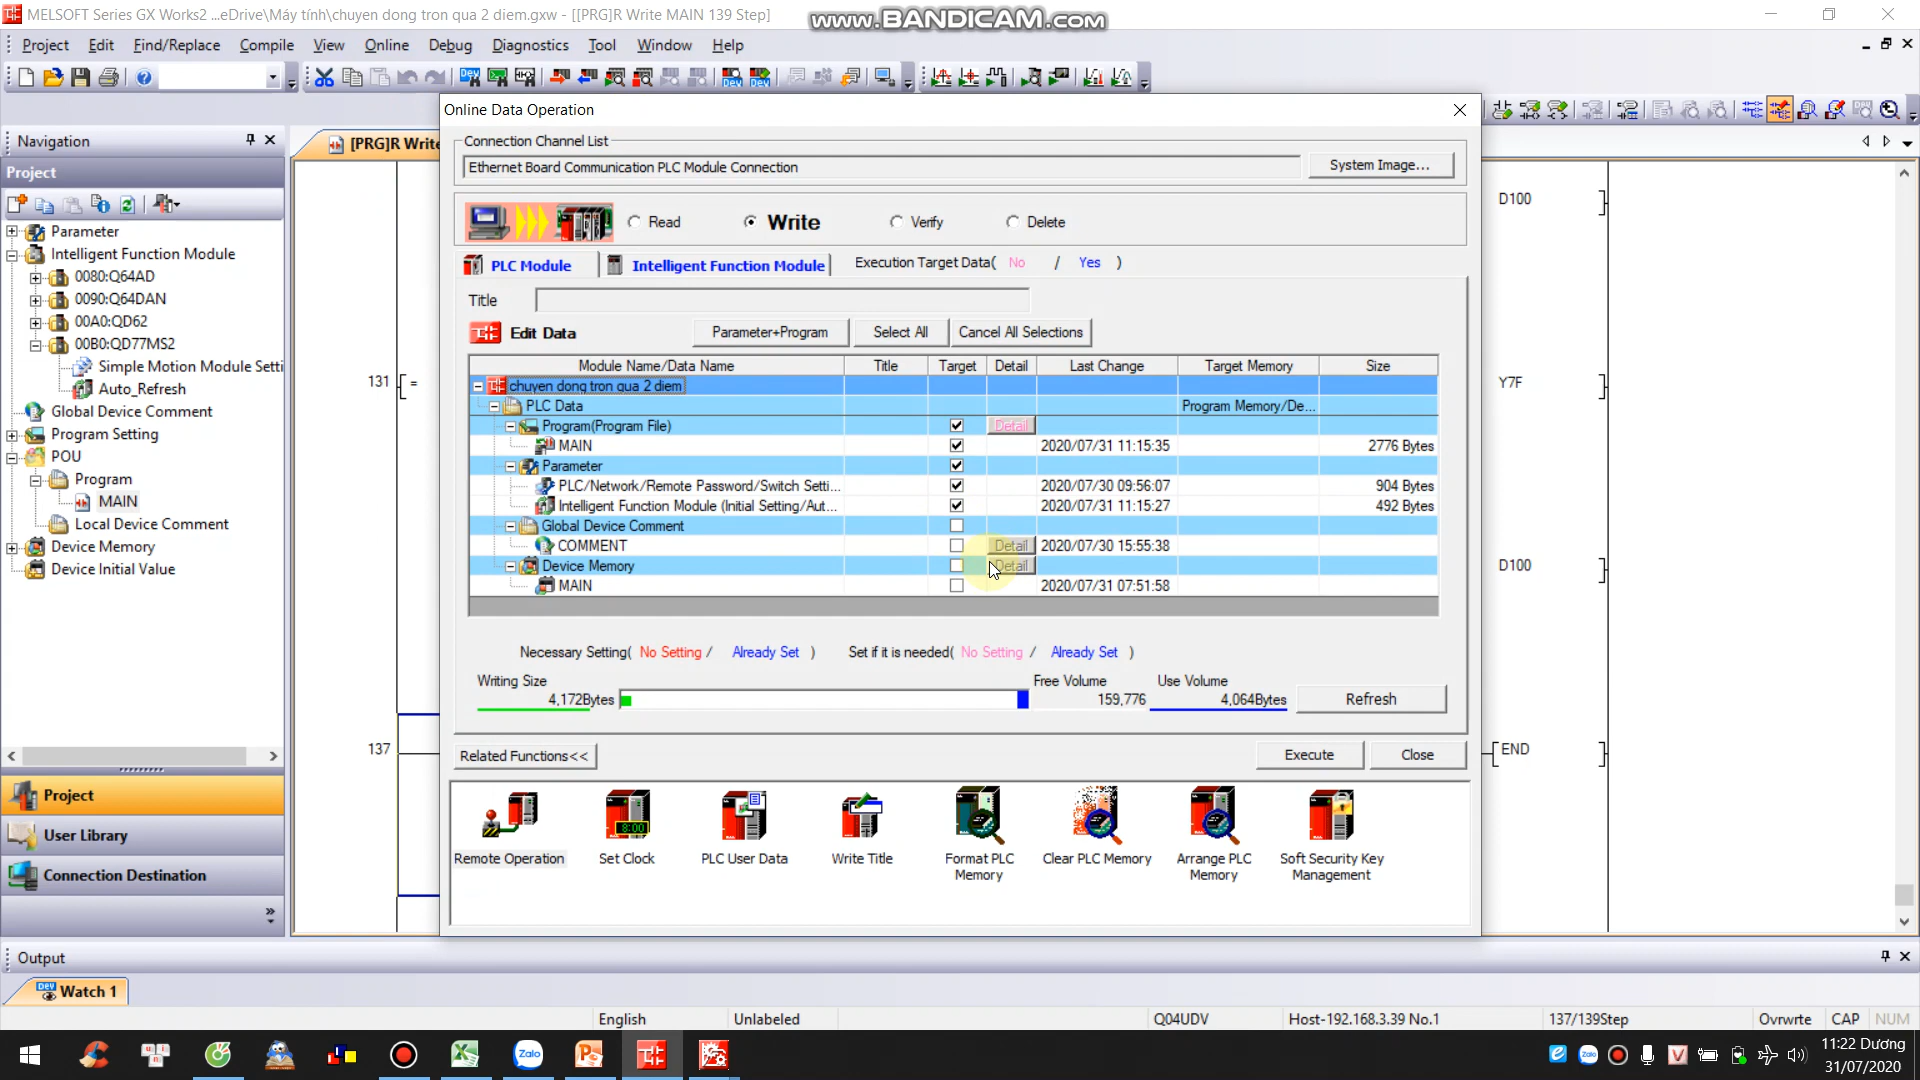 MELSOFT Series GX Works2 ...eDrive\Máy tính\chuyen dong tron qua 2 diem.gxw - [[PRG]R Write MAIN 139 Step]
www.BANDICAM.com
Project Edit Find/Replace Compile View Online Debug Diagnostics Tool Window Help
Navigation
Project
Parameter
Intelligent Function Module
0080:Q64AD
0090:Q64DAN
00A0:QD62
00B0:QD77MS2
Simple Motion Module Setti
Auto_Refresh
Global Device Comment
Program Setting
POU
Program
MAIN
Local Device Comment
Device Memory
Device Initial Value
Project
User Library
Connection Destination
[PRG]R Write
131 =
137
D100
Y7F
D100
END
Online Data Operation
Connection Channel List
Ethernet Board Communication PLC Module Connection
System Image...
Read Write Verify Delete
PLC Module Intelligent Function Module Execution Target Data( No / Yes )
Title
Edit Data Parameter+Program Select All Cancel All Selections
Module Name/Data Name Title Target Detail Last Change Target Memory Size
chuyen dong tron qua 2 diem
PLC Data Program Memory/De...
Program(Program File) Detail
MAIN 2020/07/31 11:15:35 2776 Bytes
Parameter
PLC/Network/Remote Password/Switch Setti... 2020/07/30 09:56:07 904 Bytes
Intelligent Function Module (Initial Setting/Aut... 2020/07/31 11:15:27 492 Bytes
Global Device Comment
COMMENT Detail 2020/07/30 15:55:38
Device Memory Detail
MAIN 2020/07/31 07:51:58
Necessary Setting( No Setting / Already Set ) Set if it is needed( No Setting / Already Set )
Writing Size Free Volume Use Volume
4,172Bytes 159,776 4,064Bytes Refresh
Related Functions<< Execute Close
Remote Operation
Set Clock
PLC User Data
Write Title
Format PLC Memory
Clear PLC Memory
Arrange PLC Memory
Soft Security Key Management
Output
Watch 1
English Unlabeled Q04UDV Host-192.168.3.39 No.1 137/139Step Ovrwrte CAP NUM
11:22 Dương
31/07/2020